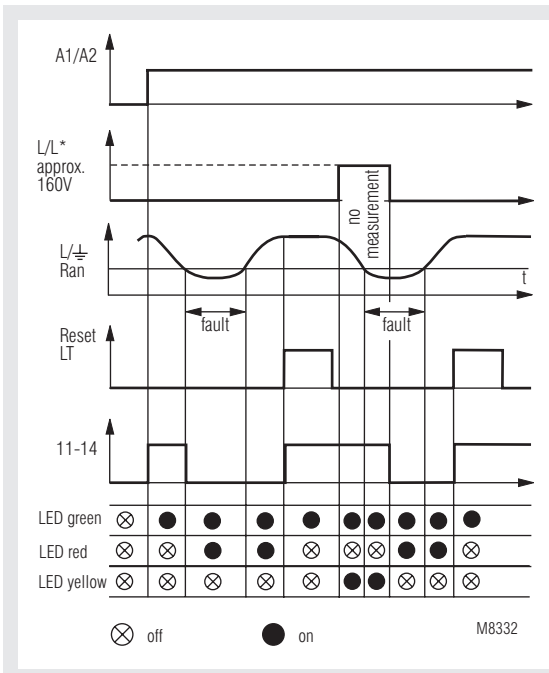 A1/A2
L/L*
approx.
160V
no
measurement
L/⏚
Ran
t
fault
fault
Reset
LT
11-14
LED green
LED red
LED yellow
off
on
M8332